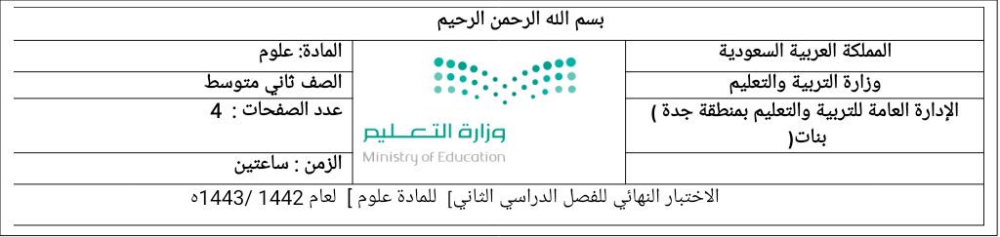 بسم الله الرحمن الرحيم
المملكة العربية السعودية
المادة: علوم
وزارة التربية والتعليم
الصف ثاني متوسط
الإدارة العامة للتربية والتعليم بمنطقة جدة (
بنات)
عدد الصفحات : 4
وزارة التعليم
Ministry of Education
الزمن : ساعتين
الاختبار النهائي للفصل الدراسي الثاني] للمادة علوم [ لعام 1442 /1443ه